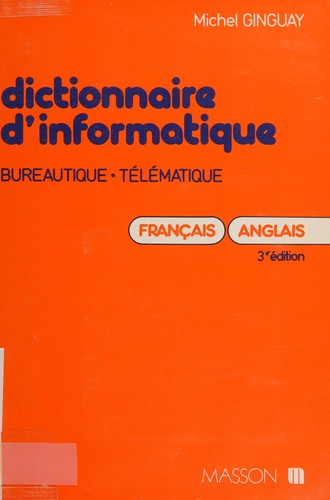 Michel GINGUAY
dictionnaire
d'informatique
BUREAUTIQUE • TÉLÉMATIQUE
FRANÇAIS ANGLAIS
3e édition
MASSON m